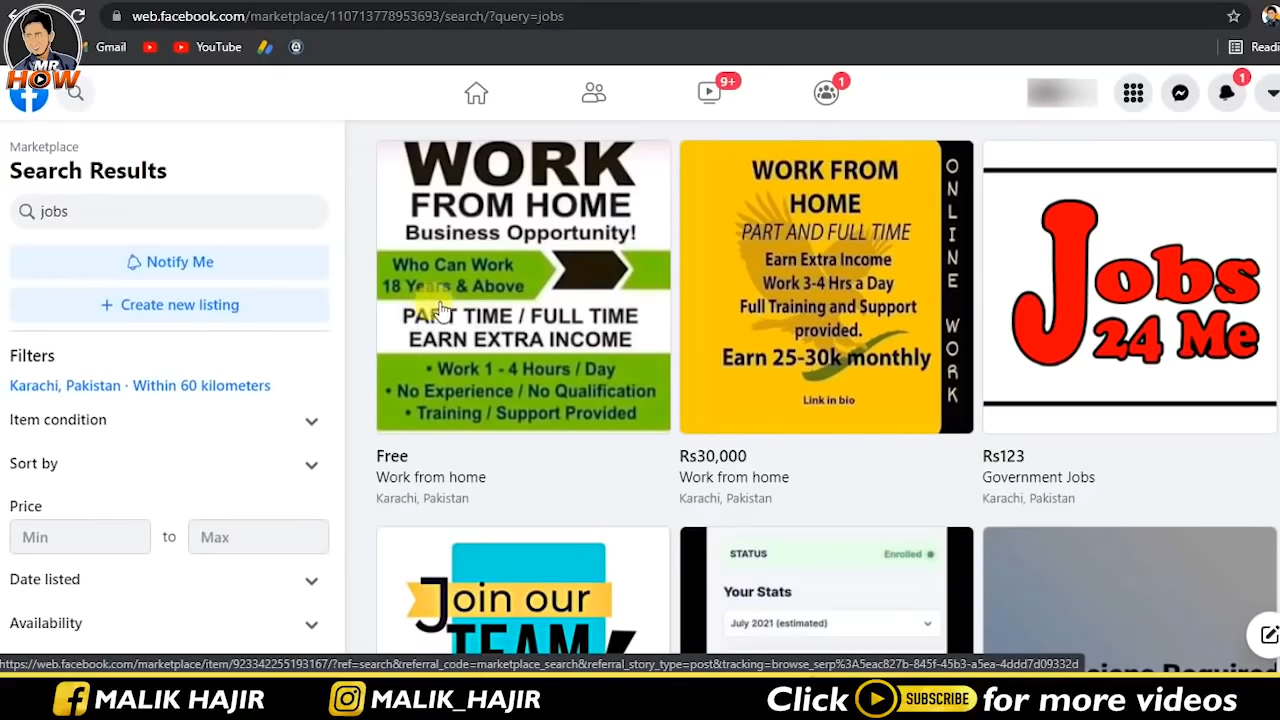 web.facebook.com/marketplace/110713778953693/search/?query=jobs
Gmail
YouTube
Readi
MR
HOW
9+
1
1
Marketplace
Search Results
jobs
Notify Me
+ Create new listing
Filters
Karachi, Pakistan · Within 60 kilometers
Item condition
Sort by
Price
Min to Max
Date listed
Availability
WORK
FROM HOME
Business Opportunity!
Who Can Work
18 Years & Above
PART TIME / FULL TIME
EARN EXTRA INCOME
• Work 1 - 4 Hours / Day
• No Experience / No Qualification
• Training / Support Provided
Free
Work from home
Karachi, Pakistan
WORK FROM
HOME
PART AND FULL TIME
Earn Extra Income
Work 3-4 Hrs a Day
Full Training and Support
provided.
Earn 25-30k monthly
Link in bio
ONLINE WORK
Rs30,000
Work from home
Karachi, Pakistan
Jobs
24 Me
Rs123
Government Jobs
Karachi, Pakistan
Join our
TEAM
STATUS Enrolled
Your Stats
July 2021 (estimated)
Required
https://web.facebook.com/marketplace/item/923342255193167/?ref=search&referral_code=marketplace_search&referral_story_type=post&tracking=browse_serp%3A5eac827b-845f-45b3-a5ea-4ddd7d09332d
MALIK HAJIR
MALIK_HAJIR
Click SUBSCRIBE for more videos